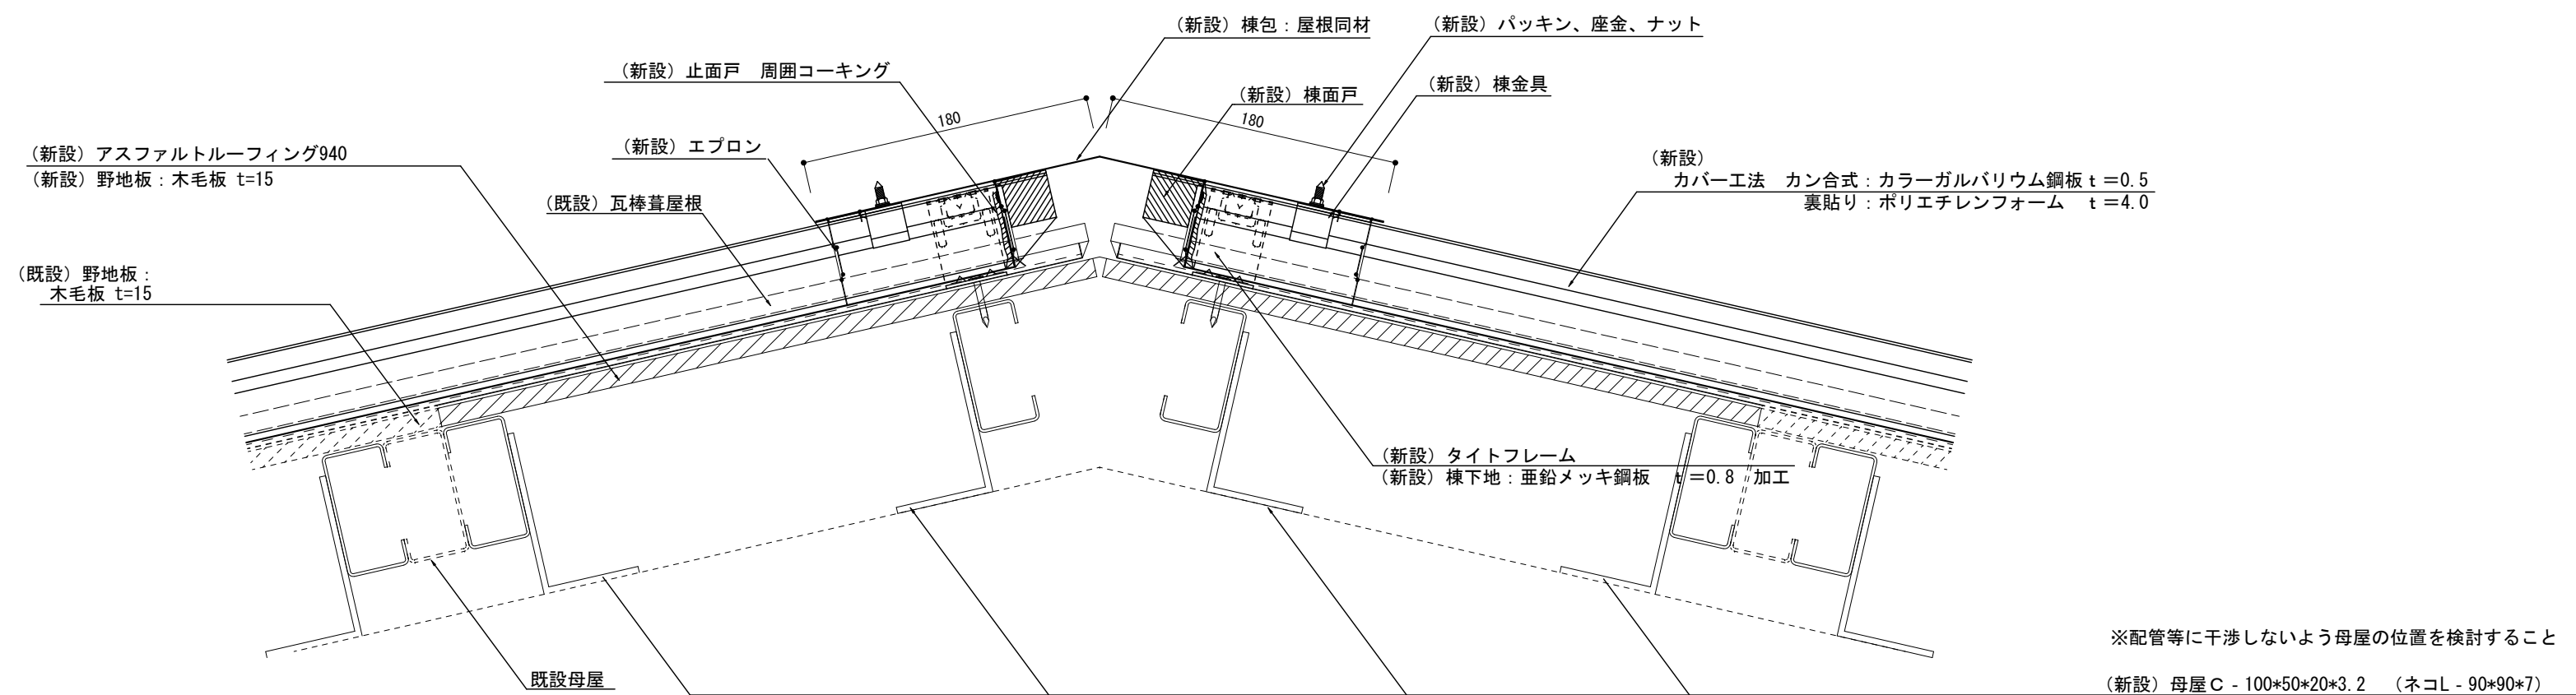 （新設）棟包：屋根同材
（新設）パッキン、座金、ナット
（新設）止面戸　周囲コーキング
（新設）棟面戸
（新設）棟金具
180
180
（新設）エプロン
（新設）アスファルトルーフィング940
（新設）野地板：木毛板 t=15
（新設）
カバー工法　カン合式：カラーガルバリウム鋼板ｔ＝0.5
裏貼り：ポリエチレンフォーム　ｔ＝4.0
（既設）瓦棒葺屋根
（既設）野地板：
木毛板 t=15
（新設）タイトフレーム
（新設）棟下地：亜鉛メッキ鋼板　ｔ＝0.8　加工
※配管等に干渉しないよう母屋の位置を検討すること
既設母屋
（新設）母屋Ｃ‐100*50*20*3.2　（ネコL‐90*90*7）